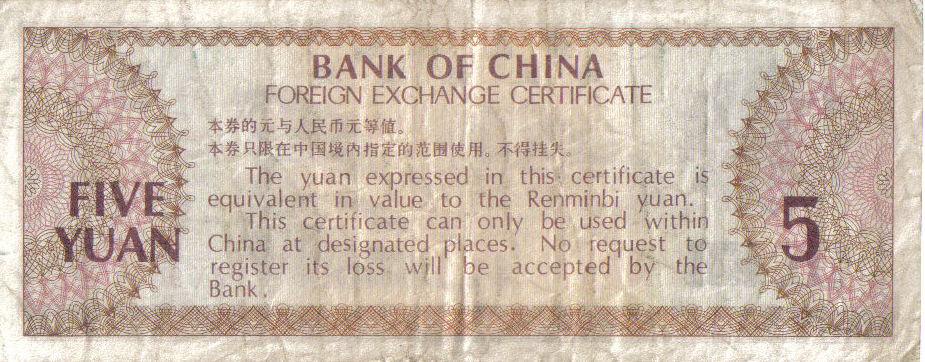 BANK OF CHINA
FOREIGN EXCHANGE CERTIFICATE
本券的元与人民币元等值。
本券只限在中国境内指定的范围使用。不得挂失。
The yuan expressed in this certificate is
equivalent in value to the Renminbi yuan.
This certificate can only be used within
China at designated places. No request to
register its loss will be accepted by the
Bank.
FIVE
YUAN
5